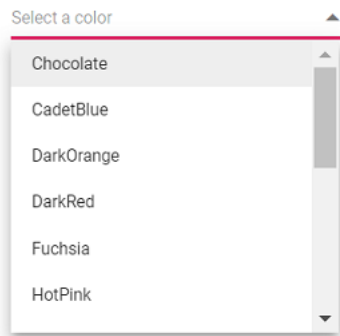 Select a color
Chocolate
CadetBlue
DarkOrange
DarkRed
Fuchsia
HotPink